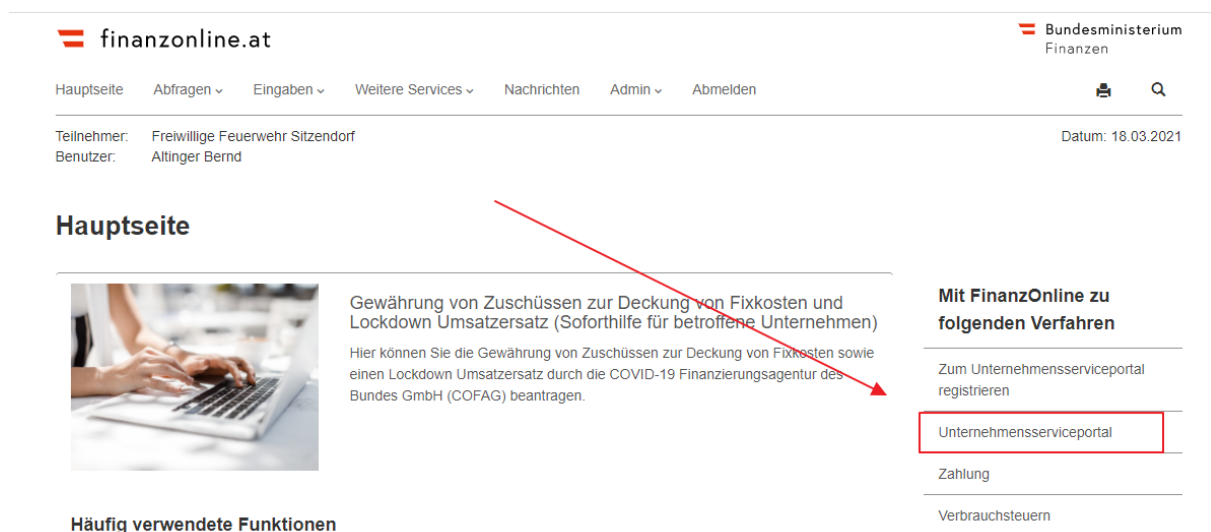 finanzonline.at
Bundesministerium
Finanzen
Hauptseite Abfragen Eingaben Weitere Services Nachrichten Admin Abmelden
Teilnehmer: Freiwillige Feuerwehr Sitzendorf
Datum: 18.03.2021
Benutzer: Altinger Bernd
Hauptseite
Gewährung von Zuschüssen zur Deckung von Fixkosten und
Lockdown Umsatzersatz (Soforthilfe für betroffene Unternehmen)
Hier können Sie die Gewährung von Zuschüssen zur Deckung von Fixkosten sowie
einen Lockdown Umsatzersatz durch die COVID-19 Finanzierungsagentur des
Bundes GmbH (COFAG) beantragen.
Mit FinanzOnline zu
folgenden Verfahren
Zum Unternehmensserviceportal
registrieren
Unternehmensserviceportal
Zahlung
Verbrauchsteuern
Häufig verwendete Funktionen